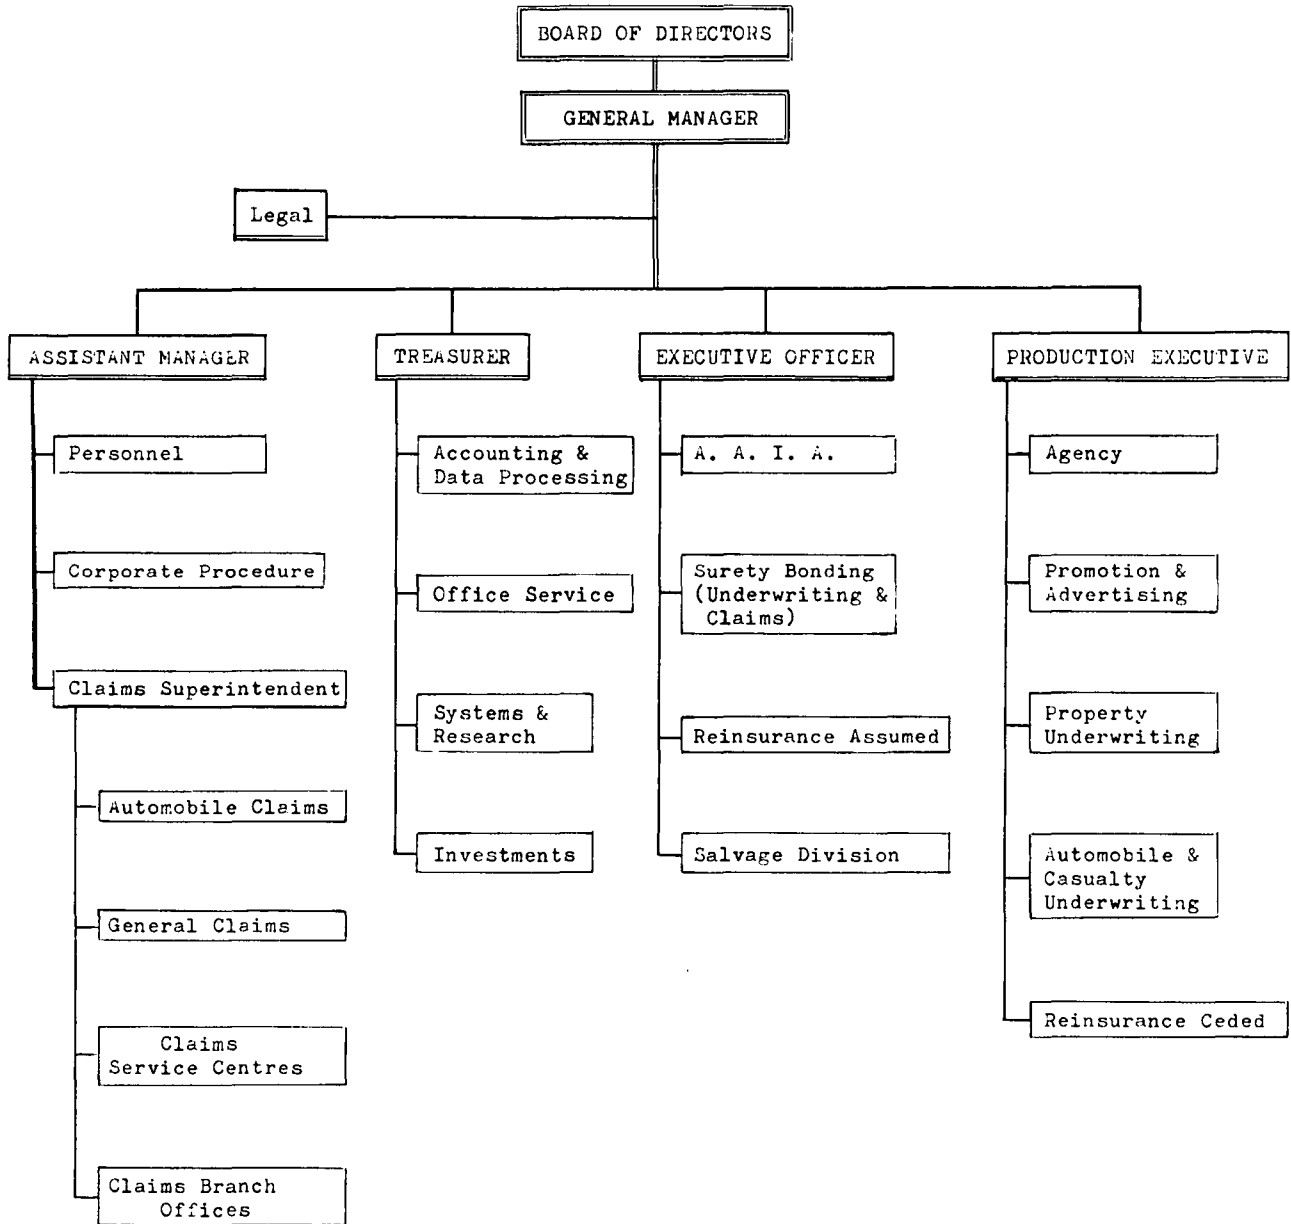 BOARD OF DIRECTORS
GENERAL MANAGER
Legal
ASSISTANT MANAGER
Personnel
Corporate Procedure
Claims Superintendent
Automobile Claims
General Claims
Claims
Service Centres
Claims Branch
Offices
TREASURER
Accounting &
Data Processing
Office Service
Systems &
Research
Investments
EXECUTIVE OFFICER
A. A. I. A.
Surety Bonding
(Underwriting &
Claims)
Reinsurance Assumed
Salvage Division
PRODUCTION EXECUTIVE
Agency
Promotion &
Advertising
Property
Underwriting
Automobile &
Casualty
Underwriting
Reinsurance Ceded